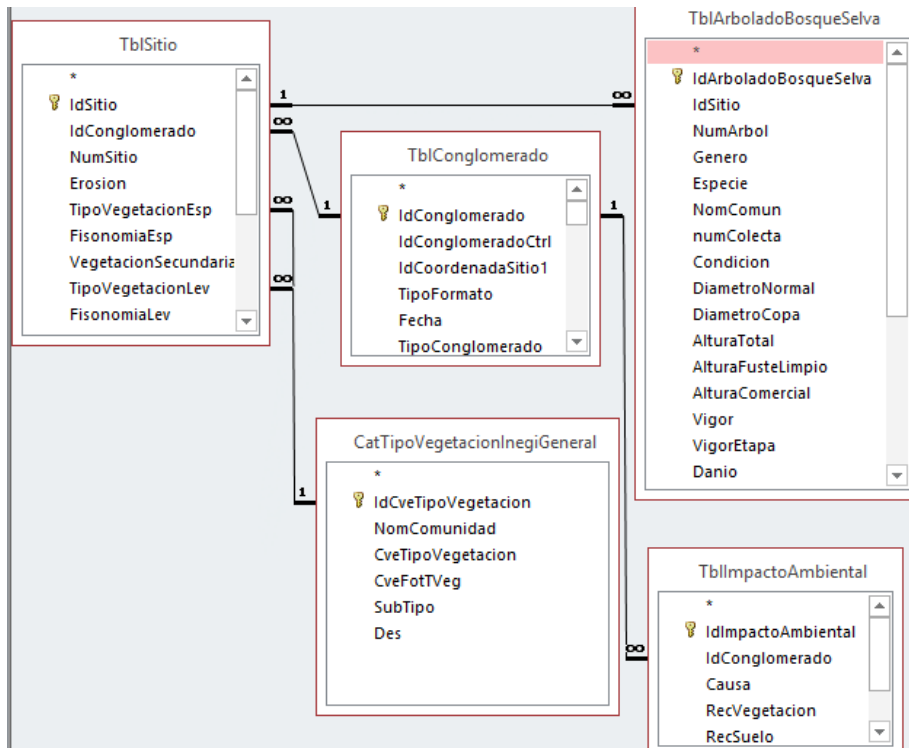 TblSitio
*
IdSitio
IdConglomerado
NumSitio
Erosion
TipoVegetacionEsp
FisonomiaEsp
VegetacionSecundaria
TipoVegetacionLev
FisonomiaLev
1
∞
∞
∞
∞
TblConglomerado
*
IdConglomerado
IdConglomeradoCtrl
IdCoordenadaSitio1
TipoFormato
Fecha
TipoConglomerado
1
1
CatTipoVegetacionInegiGeneral
*
IdCveTipoVegetacion
NomComunidad
CveTipoVegetacion
CveFotTVeg
SubTipo
Des
1
TblArboladoBosqueSelva
*
IdArboladoBosqueSelva
IdSitio
NumArbol
Genero
Especie
NomComun
numColecta
Condicion
DiametroNormal
DiametroCopa
AlturaTotal
AlturaFusteLimpio
AlturaComercial
Vigor
VigorEtapa
Danio
TblImpactoAmbiental
*
IdImpactoAmbiental
IdConglomerado
Causa
RecVegetacion
RecSuelo
∞